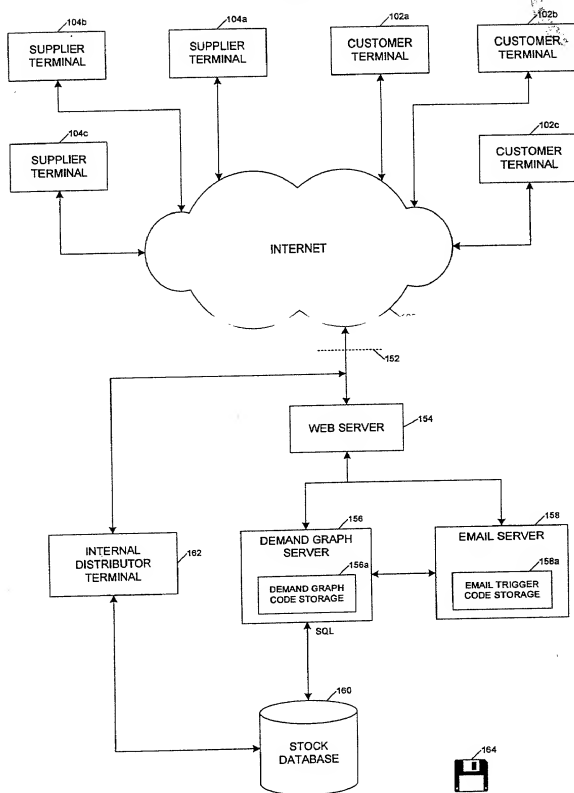 104b
SUPPLIER
TERMINAL
104a
SUPPLIER
TERMINAL
102a
CUSTOMER
TERMINAL
102b
CUSTOMER
TERMINAL
104c
SUPPLIER
TERMINAL
102c
CUSTOMER
TERMINAL
INTERNET
152
WEB SERVER
154
INTERNAL
DISTRIBUTOR
TERMINAL
162
156
DEMAND GRAPH
SERVER
156a
DEMAND GRAPH
CODE STORAGE
158
EMAIL SERVER
158a
EMAIL TRIGGER
CODE STORAGE
SQL
160
STOCK
DATABASE
164